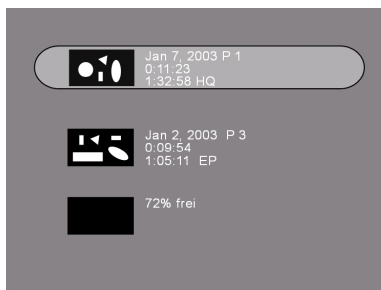 Jan 7, 2003 P 1
0:11:23
1:32:58 HQ
Jan 2, 2003 P 3
0:09:54
1:05:11 EP
72% frei